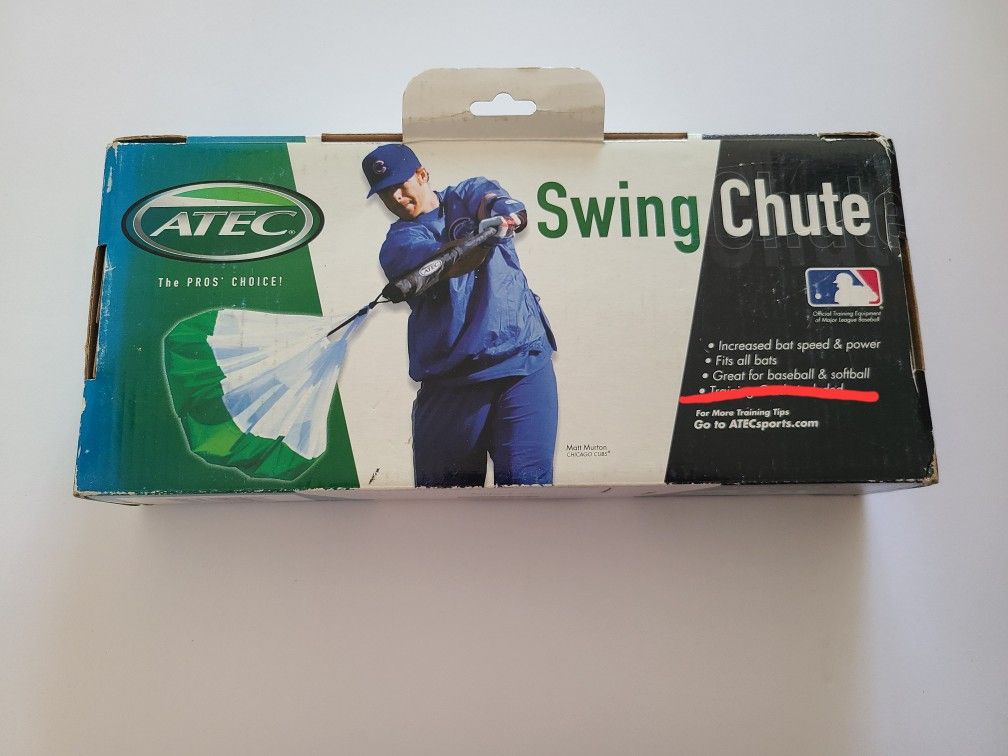 ATEC®
The PROS' CHOICE!
C
ATEC
Swing Chute
Official Training Equipment
of Major League Baseball
• Increased bat speed & power
• Fits all bats
• Great for baseball & softball
For More Training Tips
Go to ATECsports.com
Matt Murton
CHICAGO CUBS®